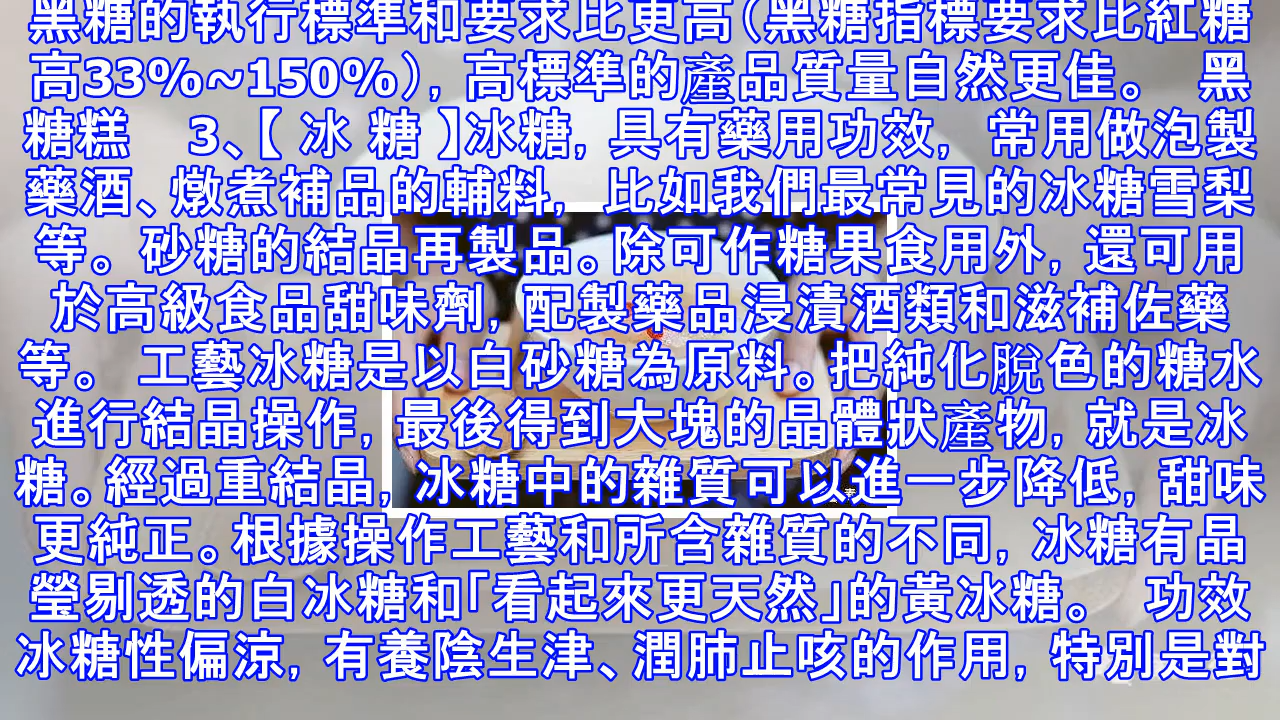 黑糖的執行標準和要求比更高(黑糖指標要求比紅糖
高33%~150%), 高標準的產品質量自然更佳。 黑
糖糕 3、【 冰 糖 】冰糖, 具有藥用功效, 常用做泡製
藥酒、燉煮補品的輔料, 比如我們最常見的冰糖雪梨
等。 砂糖的結晶再製品。除可作糖果食用外, 還可用
於高級食品甜味劑, 配製藥品浸漬酒類和滋補佐藥
等。 工藝冰糖是以白砂糖為原料。把純化脫色的糖水
進行結晶操作, 最後得到大塊的品體狀產物, 就是冰
糖。經過重結晶, 冰糖中的雜質可以進一步降低, 甜味
更純正。根據操作工藝和所含雜質的不同, 冰糖有晶
瑩剔透的白冰糖和「看起來更天然」的黃冰糖。 功效
冰糖性偏涼, 有養陰生津、潤肺止咳的作用, 特別是對